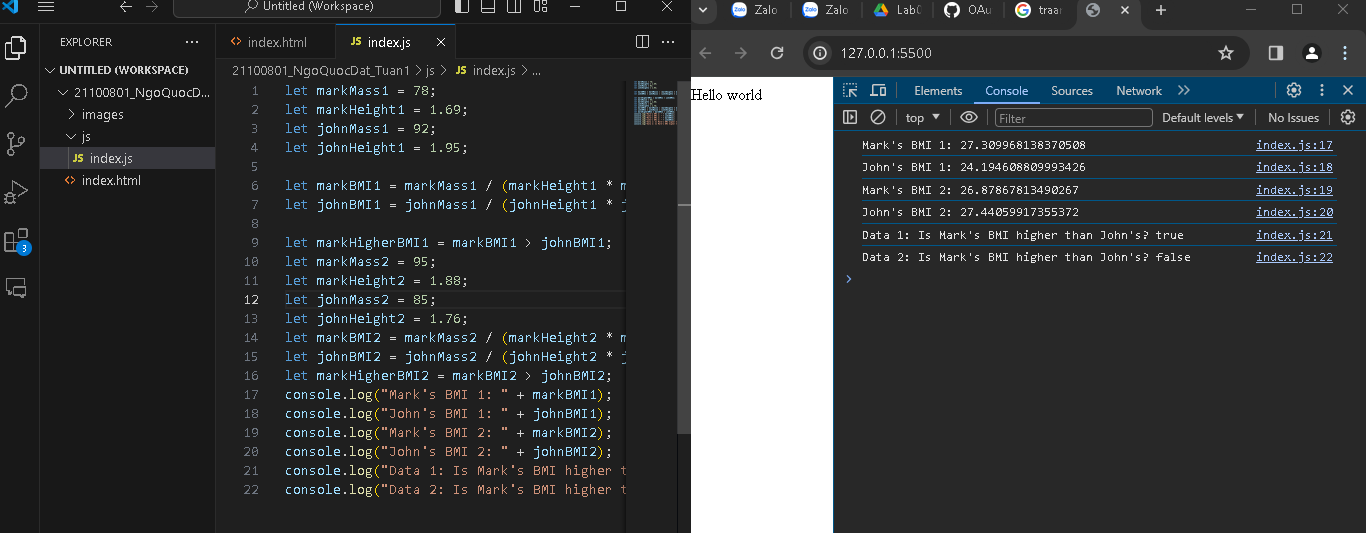 Untitled (Workspace)
EXPLORER
UNTITLED (WORKSPACE)
21100801_NgoQuocD...
images
js
JS index.js
<> index.html
3
<> index.html
JS index.js
21100801_NgoQuocDat_Tuan1 > js > JS index.js > ...
1 let markMass1 = 78;
2 let markHeight1 = 1.69;
3 let johnMass1 = 92;
4 let johnHeight1 = 1.95;
5
6 let markBMI1 = markMass1 / (markHeight1 * m
7 let johnBMI1 = johnMass1 / (johnHeight1 * j
8
9 let markHigherBMI1 = markBMI1 > johnBMI1;
10 let markMass2 = 95;
11 let markHeight2 = 1.88;
12 let johnMass2 = 85;
13 let johnHeight2 = 1.76;
14 let markBMI2 = markMass2 / (markHeight2 * m
15 let johnBMI2 = johnMass2 / (johnHeight2 * j
16 let markHigherBMI2 = markBMI2 > johnBMI2;
17 console.log("Mark's BMI 1: " + markBMI1);
18 console.log("John's BMI 1: " + johnBMI1);
19 console.log("Mark's BMI 2: " + markBMI2);
20 console.log("John's BMI 2: " + johnBMI2);
21 console.log("Data 1: Is Mark's BMI higher t
22 console.log("Data 2: Is Mark's BMI higher t
Zalo
Zalo
OAu
traar
127.0.0.1:5500
Hello world
Elements Console Sources Network
top Filter Default levels No Issues
Mark's BMI 1: 27.309968138370508 index.js:17
John's BMI 1: 24.194608809993426 index.js:18
Mark's BMI 2: 26.87867813490267 index.js:19
John's BMI 2: 27.44059917355372 index.js:20
Data 1: Is Mark's BMI higher than John's? true index.js:21
Data 2: Is Mark's BMI higher than John's? false index.js:22